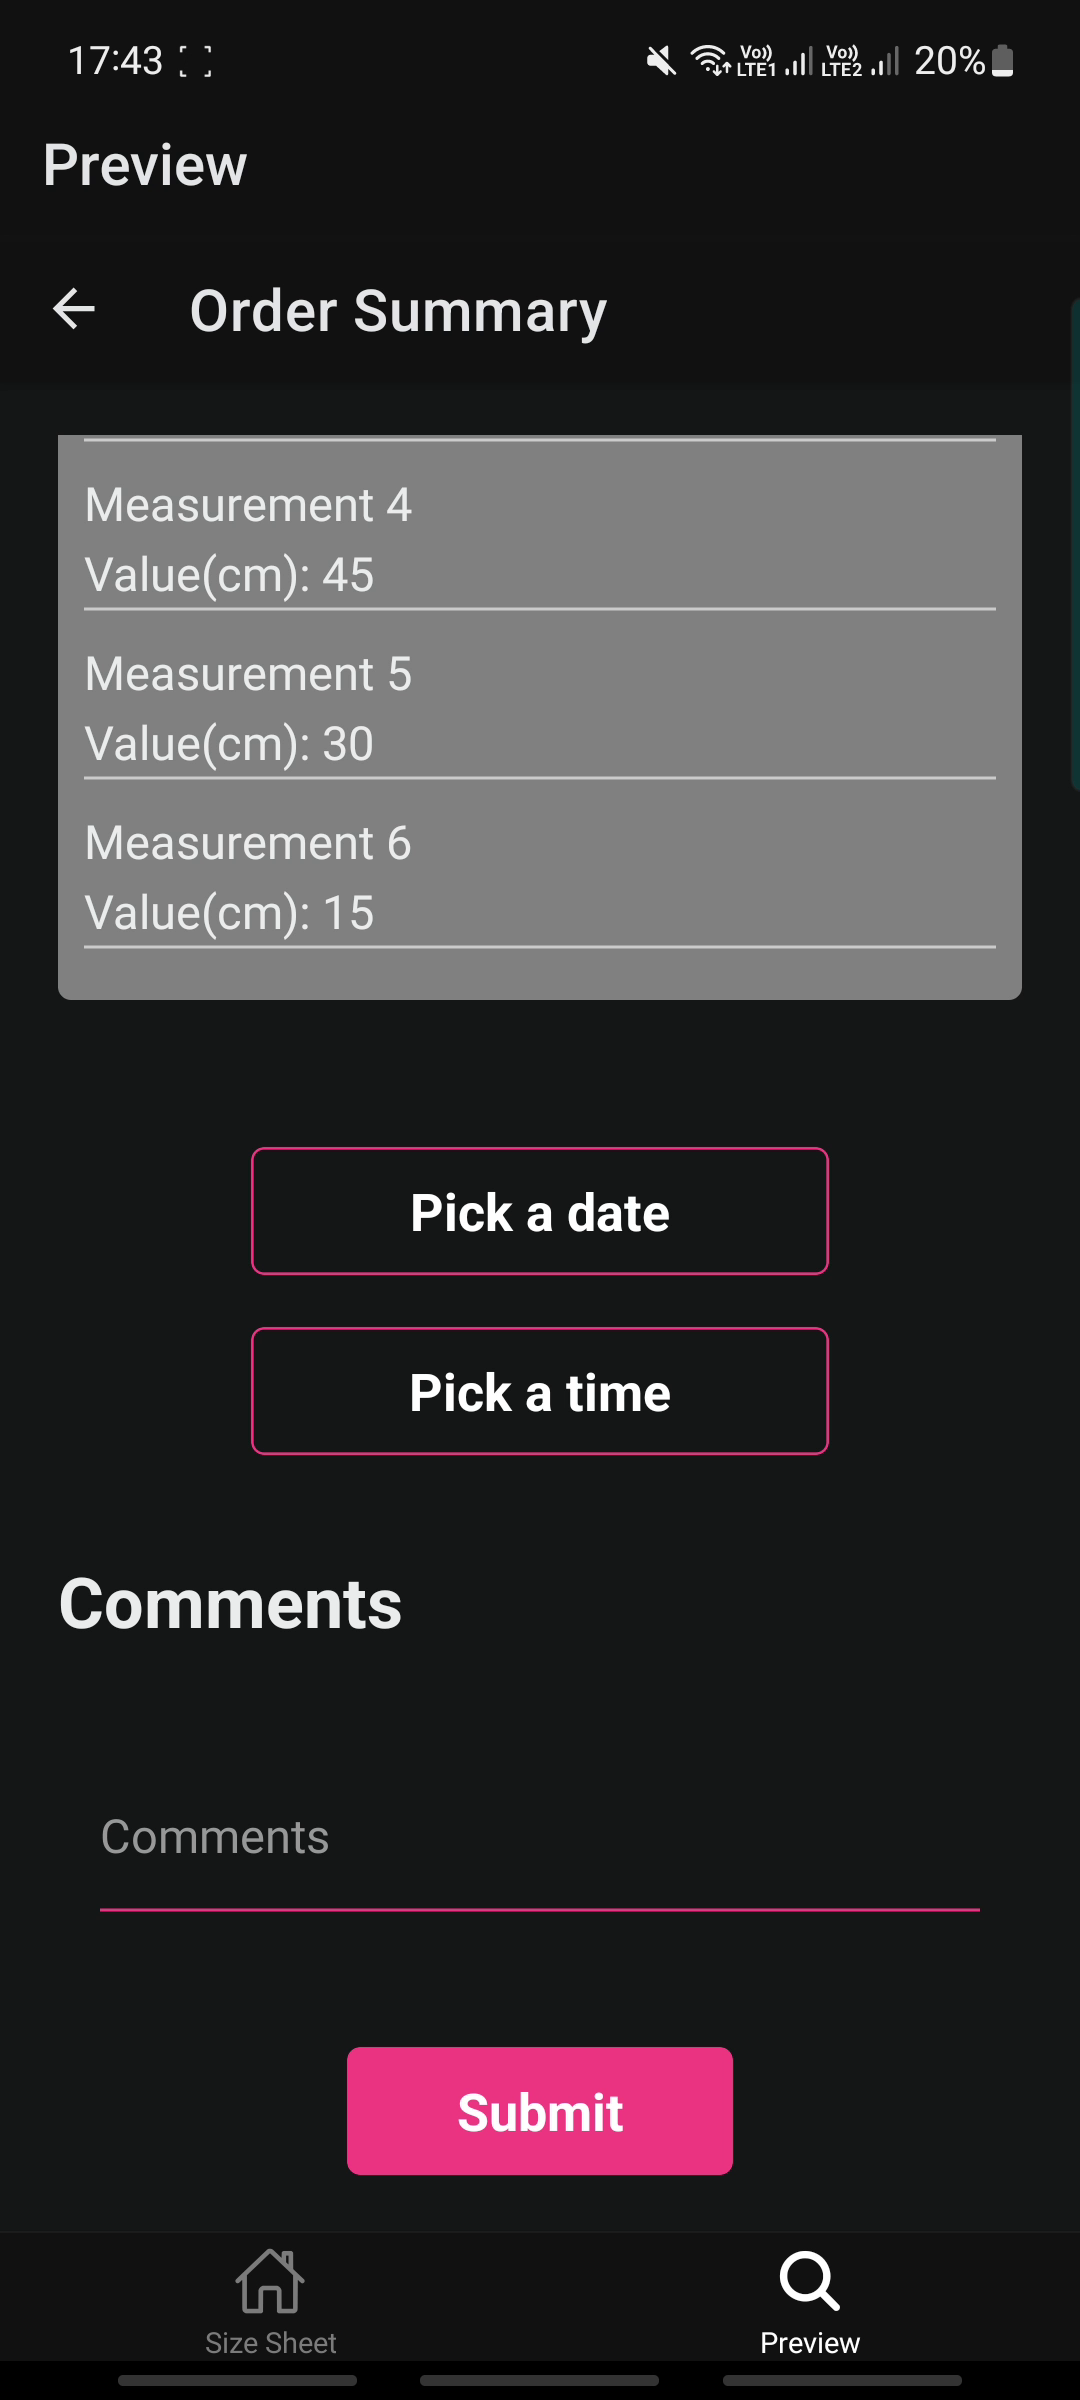 17:43
Vo)) LTE1 Vo)) LTE2 20%
Preview
Order Summary
Measurement 4
Value(cm): 45
Measurement 5
Value(cm): 30
Measurement 6
Value(cm): 15
Pick a date
Pick a time
Comments
Comments
Submit
Size Sheet
Preview